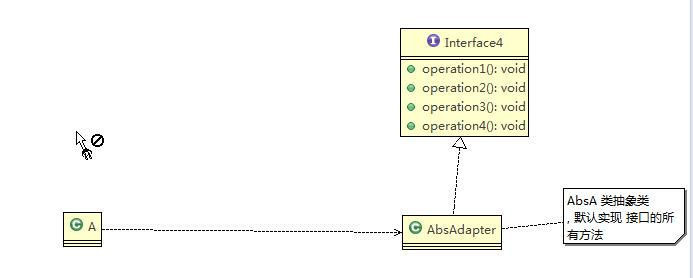 I Interface4
operation1(): void
operation2(): void
operation3(): void
operation4(): void
C A
C AbsAdapter
AbsA 类抽象类
, 默认实现 接口的所
有方法